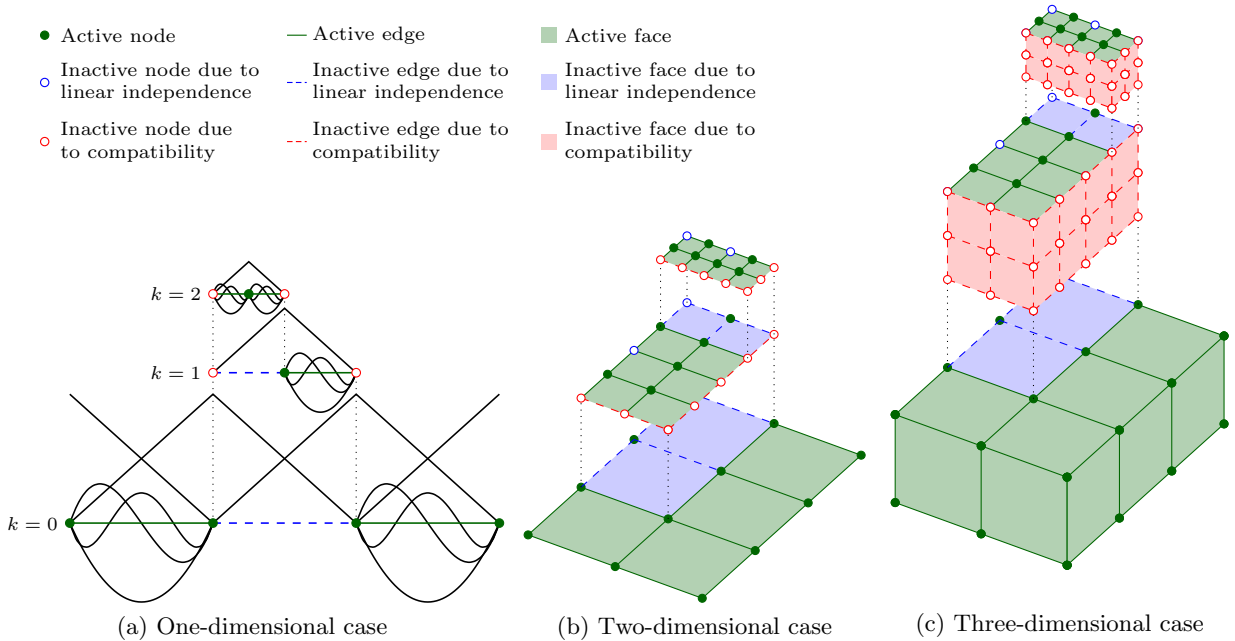 Active node
Active edge
Active face
Inactive node due to
linear independence
Inactive edge due to
linear independence
Inactive face due to
linear independence
Inactive node due
to compatibility
Inactive edge due to
compatibility
Inactive face due to
compatibility
k = 2
k = 1
k = 0
(a) One-dimensional case
(b) Two-dimensional case
(c) Three-dimensional case